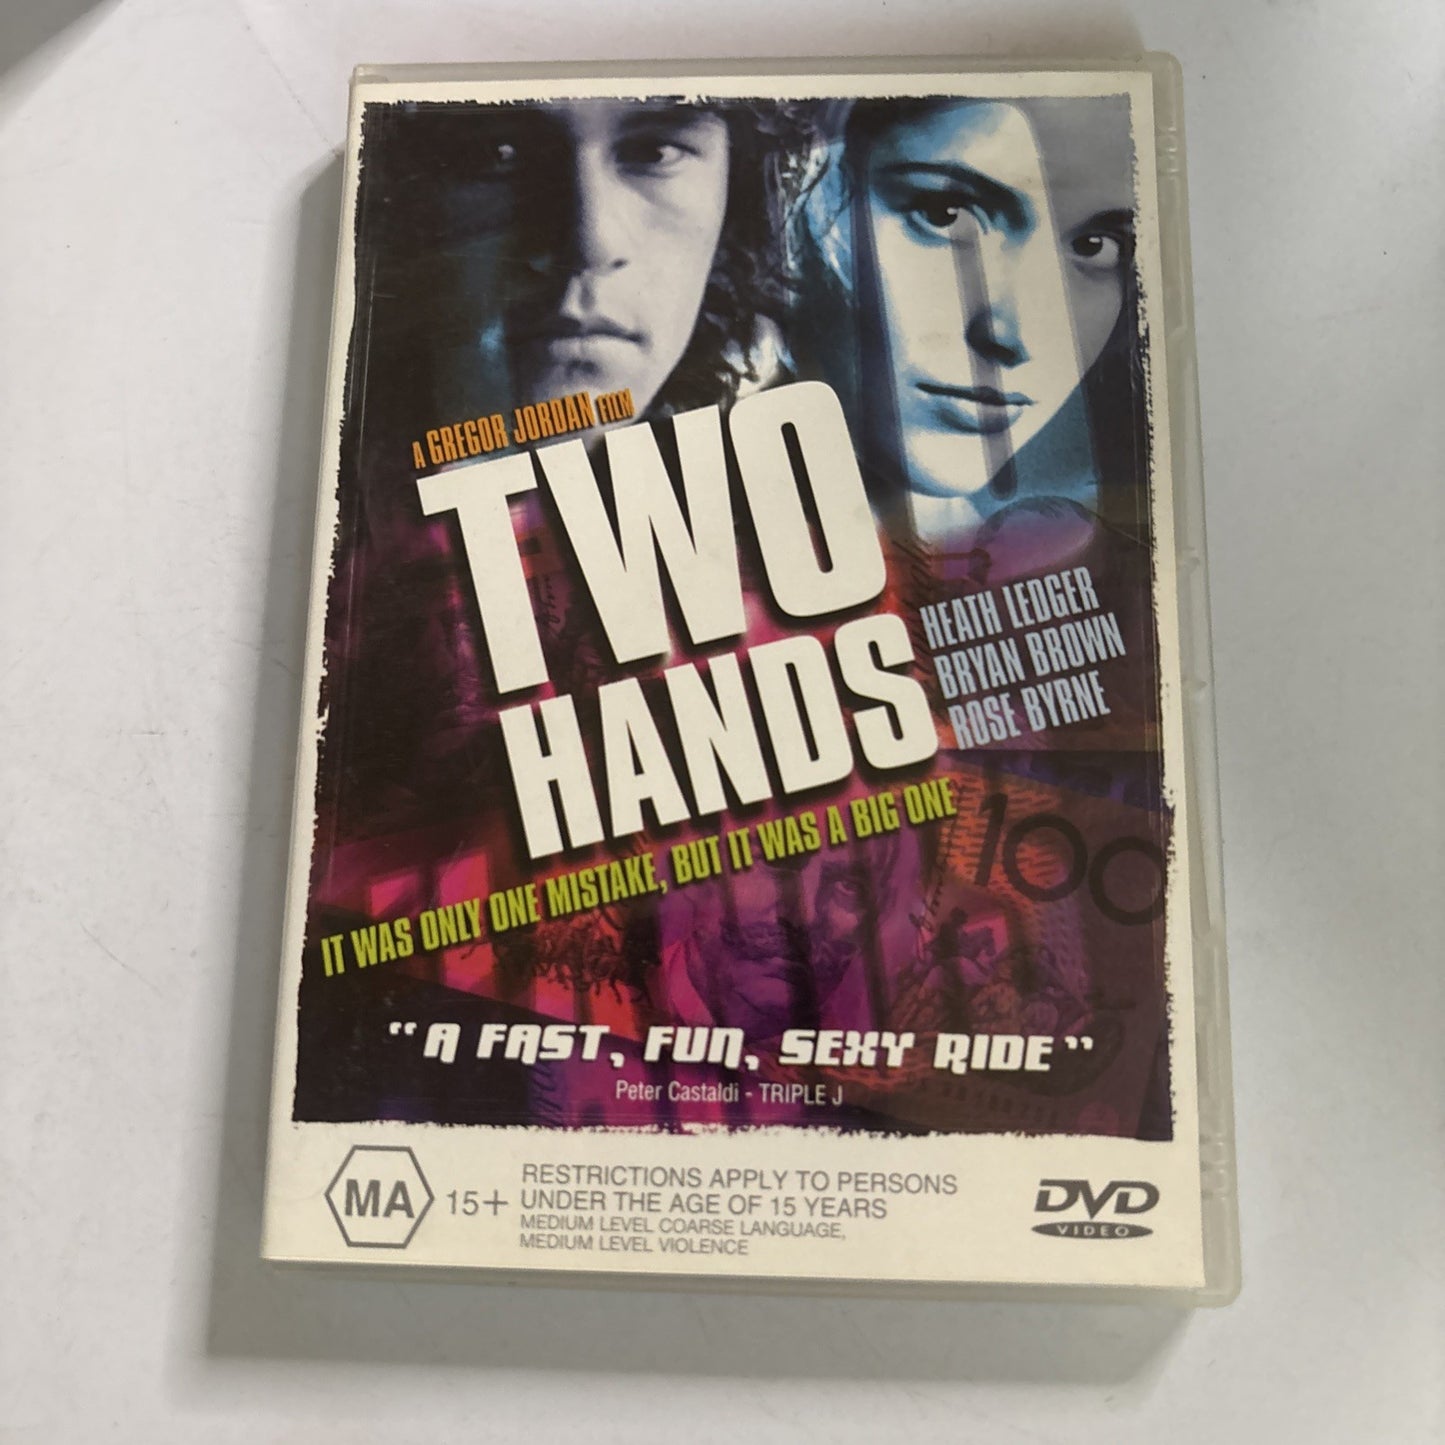 A GREGOR JORDAN FILM
TWO
HANDS
HEATH LEDGER
BRYAN BROWN
ROSE BYRNE
IT WAS ONLY ONE MISTAKE, BUT IT WAS A BIG ONE
100
"A FAST, FUN, SEXY RIDE"
Peter Castaldi - TRIPLE J
MA 15+
RESTRICTIONS APPLY TO PERSONS
UNDER THE AGE OF 15 YEARS
MEDIUM LEVEL COARSE LANGUAGE,
MEDIUM LEVEL VIOLENCE
DVD
VIDEO